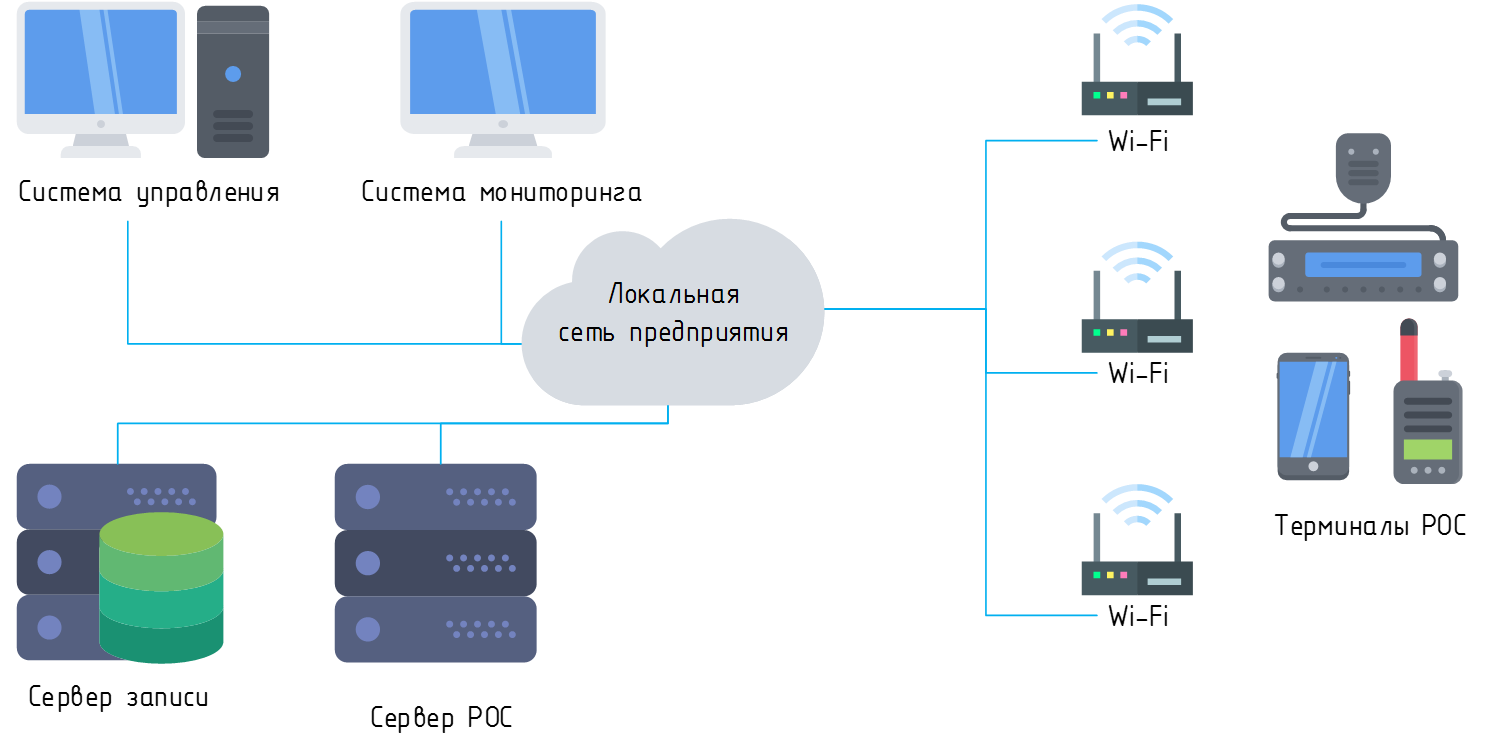 Wi-Fi
Система управления
Система мониторинга
Локальная
сеть предприятия
Wi-Fi
Терминалы РОС
Wi-Fi
Сервер записи
Сервер РОС